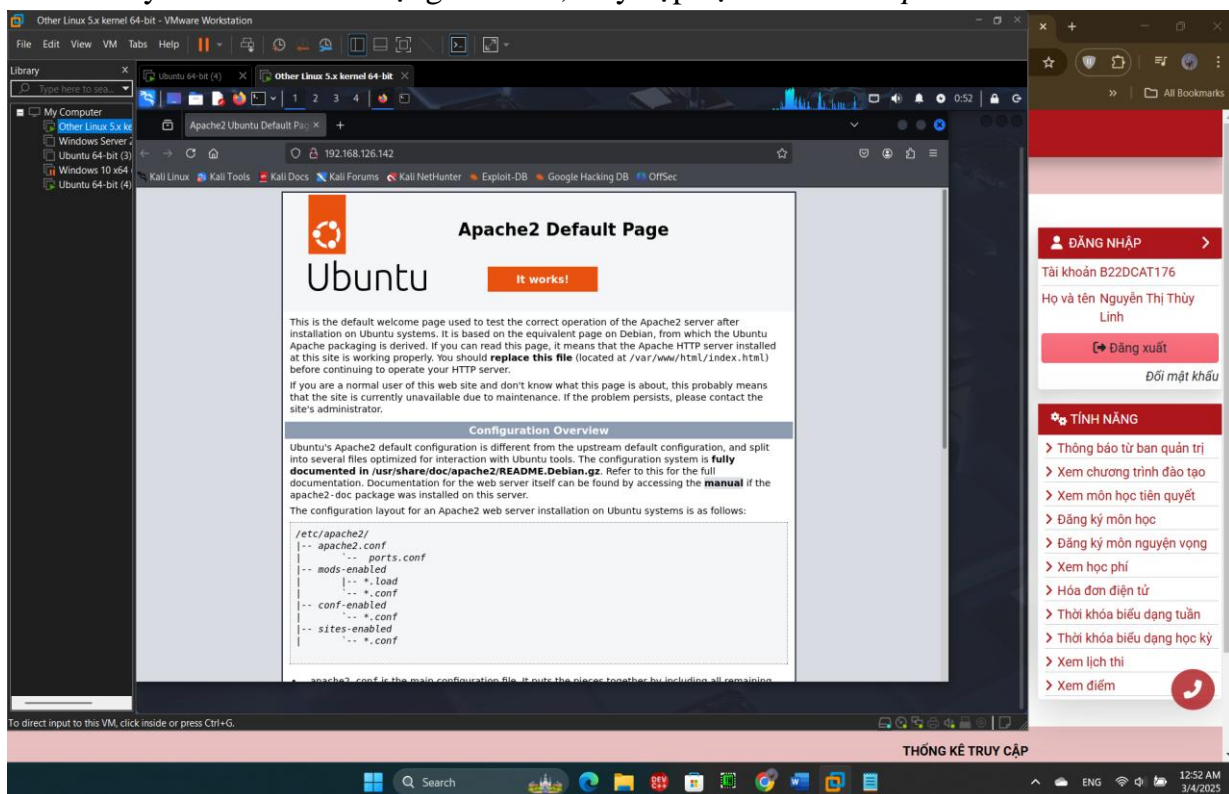 Other Linux 5.x kernel 64-bit - VMware Workstation
File Edit View VM Tabs Help
Library
Type here to sea...
My Computer
Other Linux 5.x ke
Windows Server 2
Ubuntu 64-bit (3)
Windows 10 x64
Ubuntu 64-bit (4)
Ubuntu 64-bit (4)
Other Linux 5.x kernel 64-bit
1 2 3 4
0:52
Apache2 Ubuntu Default Pag
192.168.126.142
Kali Linux Kali Tools Kali Docs Kali Forums Kali NetHunter Exploit-DB Google Hacking DB OffSec
Apache2 Default Page
Ubuntu
It works!
This is the default welcome page used to test the correct operation of the Apache2 server after
installation on Ubuntu systems. It is based on the equivalent page on Debian, from which the Ubuntu
Apache packaging is derived. If you can read this page, it means that the Apache HTTP server installed
at this site is working properly. You should replace this file (located at /var/www/html/index.html)
before continuing to operate your HTTP server.
If you are a normal user of this web site and don't know what this page is about, this probably means
that the site is currently unavailable due to maintenance. If the problem persists, please contact the
site's administrator.
Configuration Overview
Ubuntu's Apache2 default configuration is different from the upstream default configuration, and split
into several files optimized for interaction with Ubuntu tools. The configuration system is fully
documented in /usr/share/doc/apache2/README.Debian.gz. Refer to this for the full
documentation. Documentation for the web server itself can be found by accessing the manual if the
apache2-doc package was installed on this server.
The configuration layout for an Apache2 web server installation on Ubuntu systems is as follows:
/etc/apache2/
|-- apache2.conf
|       `-- ports.conf
|-- mods-enabled
|       |-- *.load
|       `-- *.conf
|-- conf-enabled
|       `-- *.conf
|-- sites-enabled
|       `-- *.conf
apache2.conf is the main configuration file. It puts the pieces together by including all remaining
To direct input to this VM, click inside or press Ctrl+G.
All Bookmarks
ĐĂNG NHẬP
Tài khoản B22DCAT176
Họ và tên Nguyễn Thị Thùy
Linh
Đăng xuất
Đổi mật khẩu
TÍNH NĂNG
Thông báo từ ban quản trị
Xem chương trình đào tạo
Xem môn học tiên quyết
Đăng ký môn học
Đăng ký môn nguyện vọng
Xem học phí
Hóa đơn điện tử
Thời khóa biểu dạng tuần
Thời khóa biểu dạng học kỳ
Xem lịch thi
Xem điểm
THỐNG KÊ TRUY CẬP
Search
ENG
12:52 AM
3/4/2025